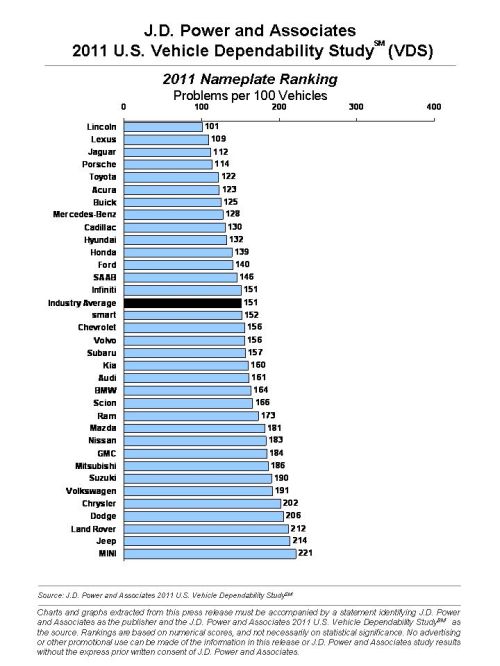 J.D. Power and Associates
2011 U.S. Vehicle Dependability Study℠ (VDS)
2011 Nameplate Ranking
Problems per 100 Vehicles
0 100 200 300 400
Lincoln 101
Lexus 109
Jaguar 112
Porsche 114
Toyota 122
Acura 123
Buick 125
Mercedes-Benz 128
Cadillac 130
Hyundai 132
Honda 139
Ford 140
SAAB 146
Infiniti 151
Industry Average 151
smart 152
Chevrolet 156
Volvo 156
Subaru 157
Kia 160
Audi 161
BMW 164
Scion 166
Ram 173
Mazda 181
Nissan 183
GMC 184
Mitsubishi 186
Suzuki 190
Volkswagen 191
Chrysler 202
Dodge 206
Land Rover 212
Jeep 214
MINI 221
Source: J.D. Power and Associates 2011 U.S. Vehicle Dependability Study℠
Charts and graphs extracted from this press release must be accompanied by a statement identifying J.D. Power
and Associates as the publisher and the J.D. Power and Associates 2011 U.S. Vehicle Dependability Study℠ as
the source. Rankings are based on numerical scores, and not necessarily on statistical significance. No advertising
or other promotional use can be made of the information in this release or J.D. Power and Associates study results
without the express prior written consent of J.D. Power and Associates.